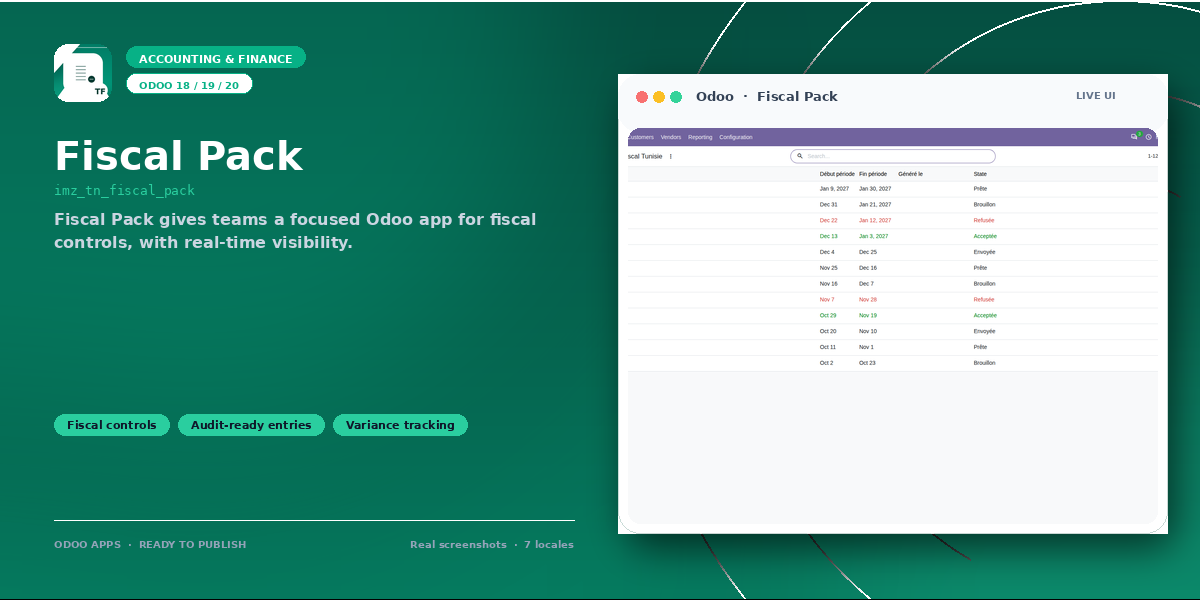 TF
ACCOUNTING & FINANCE
ODOO 18 / 19 / 20
Fiscal Pack
imz_tn_fiscal_pack
Fiscal Pack gives teams a focused Odoo app for fiscal
controls, with real-time visibility.
Fiscal controls
Audit-ready entries
Variance tracking
ODOO APPS · READY TO PUBLISH
Real screenshots · 7 locales
Odoo · Fiscal Pack
LIVE UI
ustomers Vendors Reporting Configuration
scal Tunisie
Search...
1-12
Début période Fin période Généré le State
Jan 9, 2027 Jan 30, 2027 Prête
Dec 31 Jan 21, 2027 Brouillon
Dec 22 Jan 12, 2027 Refusée
Dec 13 Jan 3, 2027 Acceptée
Dec 4 Dec 25 Envoyée
Nov 25 Dec 16 Prête
Nov 16 Dec 7 Brouillon
Nov 7 Nov 28 Refusée
Oct 29 Nov 19 Acceptée
Oct 20 Nov 10 Envoyée
Oct 11 Nov 1 Prête
Oct 2 Oct 23 Brouillon